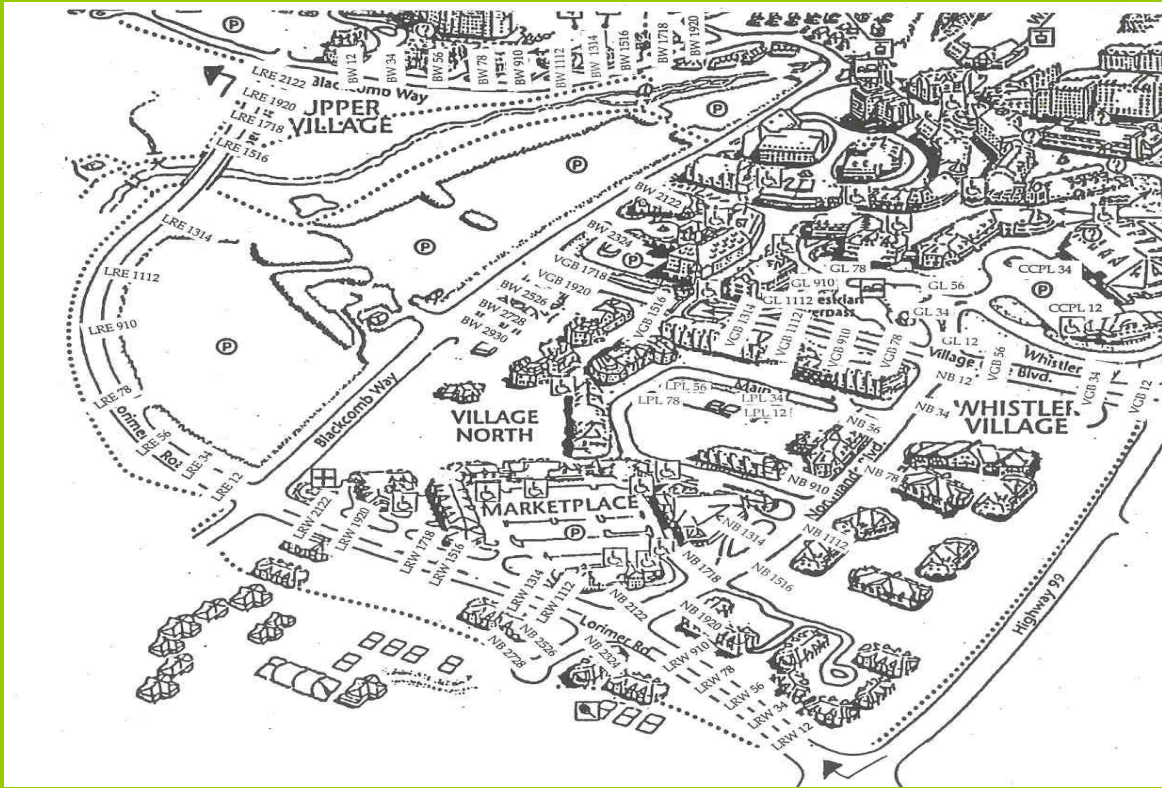 LRE 2122
LRE 1920
LRE 1718
LRE 1516
LRE 1314
LRE 1112
LRE 910
LRE 78
LRE 56
LRE 34
LRE 12
BW 12
BW 34
BW 56
BW 78
BW 910
BW 1112
BW 1314
BW 1516
BW 1718
BW 1920
Blackcomb Way
UPPER
VILLAGE
BW 2122
BW 2324
VGB 1718
VGB 1920
BW 2526
BW 2728
BW 2930
VGB 1516
VGB 1314
VGB 1112
VGB 910
VGB 78
VGB 56
VGB 34
VGB 12
GL 78
GL 910
GL 1112
GL 56
GL 34
GL 12
CCPL 34
CCPL 12
Village
Whistler
Blvd.
NB 12
NB 34
NB 56
NB 78
NB 910
NB 1112
NB 1314
NB 1516
NB 1718
NB 1920
NB 2122
NB 2324
NB 2526
NB 2728
LPL 56
LPL 78
LPL 34
LPL 12
Main
WHISTLER
VILLAGE
VILLAGE
NORTH
Blackcomb Way
MARKETPLACE
P
P
P
P
P
P
P
P
LRW 2122
LRW 1920
LRW 1718
LRW 1516
LRW 1314
LRW 1112
LRW 910
LRW 78
LRW 56
LRW 34
LRW 12
Lorimer Rd
Highway 99